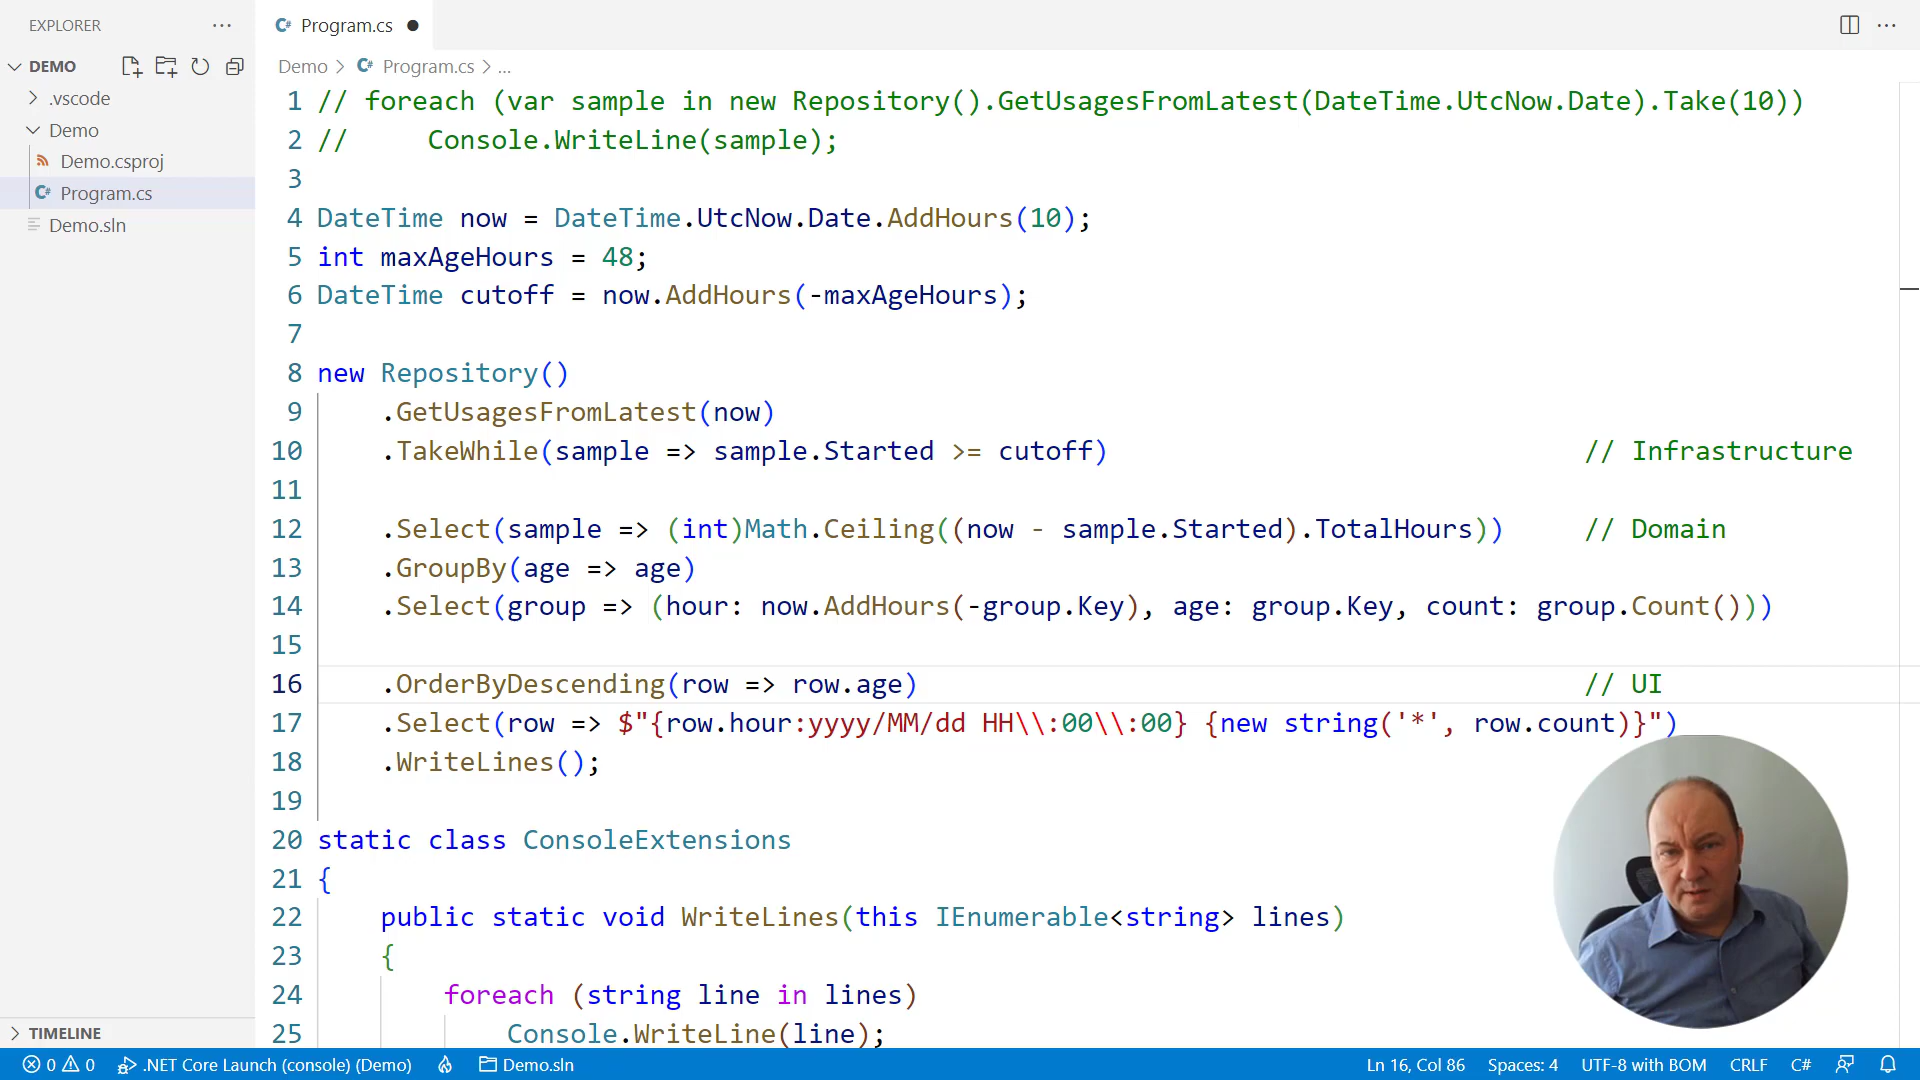 EXPLORER
DEMO
.vscode
Demo
Demo.csproj
Program.cs
Demo.sln
TIMELINE
C# Program.cs
Demo > C# Program.cs > ...
1 // foreach (var sample in new Repository().GetUsagesFromLatest(DateTime.UtcNow.Date).Take(10))
2 //     Console.WriteLine(sample);
3
4 DateTime now = DateTime.UtcNow.Date.AddHours(10);
5 int maxAgeHours = 48;
6 DateTime cutoff = now.AddHours(-maxAgeHours);
7
8 new Repository()
9     .GetUsagesFromLatest(now)
10     .TakeWhile(sample => sample.Started >= cutoff) // Infrastructure
11
12     .Select(sample => (int)Math.Ceiling((now - sample.Started).TotalHours)) // Domain
13     .GroupBy(age => age)
14     .Select(group => (hour: now.AddHours(-group.Key), age: group.Key, count: group.Count()))
15
16     .OrderByDescending(row => row.age) // UI
17     .Select(row => $"{row.hour:yyyy/MM/dd HH\\:00\\:00} {new string('*', row.count)}")
18     .WriteLines();
19
20 static class ConsoleExtensions
21 {
22     public static void WriteLines(this IEnumerable<string> lines)
23     {
24         foreach (string line in lines)
25             Console.WriteLine(line);
0 0 .NET Core Launch (console) (Demo) Demo.sln Ln 16, Col 86 Spaces: 4 UTF-8 with BOM CRLF C#